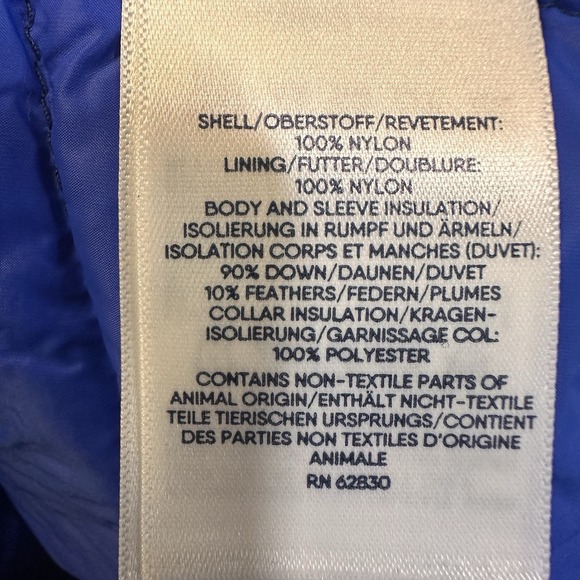 SHELL/OBERSTOFF/REVETEMENT:
100% NYLON
LINING/FUTTER/DOUBLURE:
100% NYLON
BODY AND SLEEVE INSULATION/
ISOLIERUNG IN RUMPF UND ÄRMELN/
ISOLATION CORPS ET MANCHES (DUVET):
90% DOWN/DAUNEN/DUVET
10% FEATHERS/FEDERN/PLUMES
COLLAR INSULATION/KRAGEN-
ISOLIERUNG/GARNISSAGE COL:
100% POLYESTER
CONTAINS NON-TEXTILE PARTS OF
ANIMAL ORIGIN/ENTHÄLT NICHT-TEXTILE
TEILE TIERISCHEN URSPRUNGS/CONTIENT
DES PARTIES NON TEXTILES D'ORIGINE
ANIMALE
RN 62830